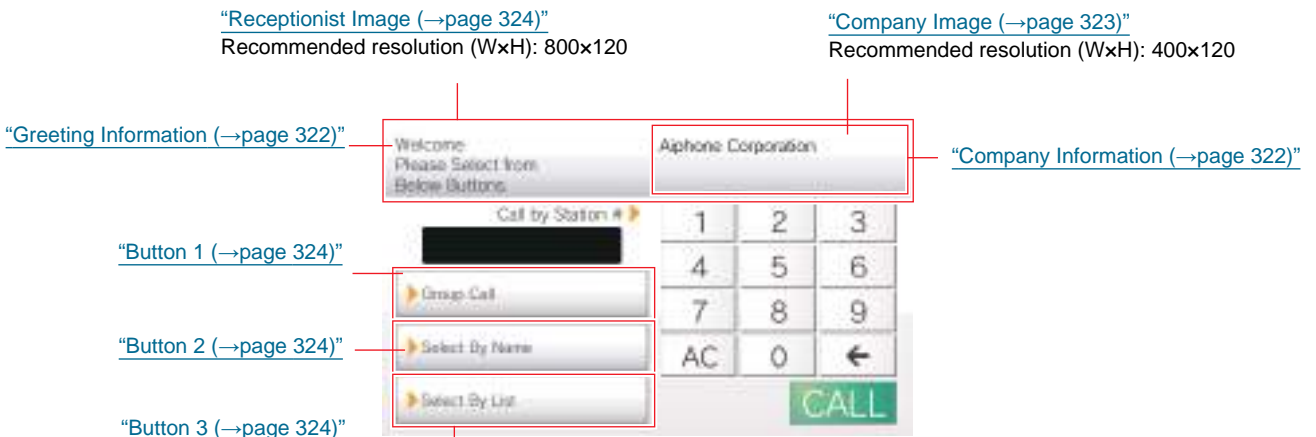 “Receptionist Image (→page 324)”
Recommended resolution (W×H): 800×120
“Company Image (→page 323)”
Recommended resolution (W×H): 400×120
“Greeting Information (→page 322)”
Welcome
Please Select from
Below Buttons
Aiphone Corporation
“Company Information (→page 322)”
Call by Station #
1 2 3
“Button 1 (→page 324)”
4 5 6
Group Call
7 8 9
“Button 2 (→page 324)”
Select By Name
AC 0 ←
Select By List
CALL
“Button 3 (→page 324)”